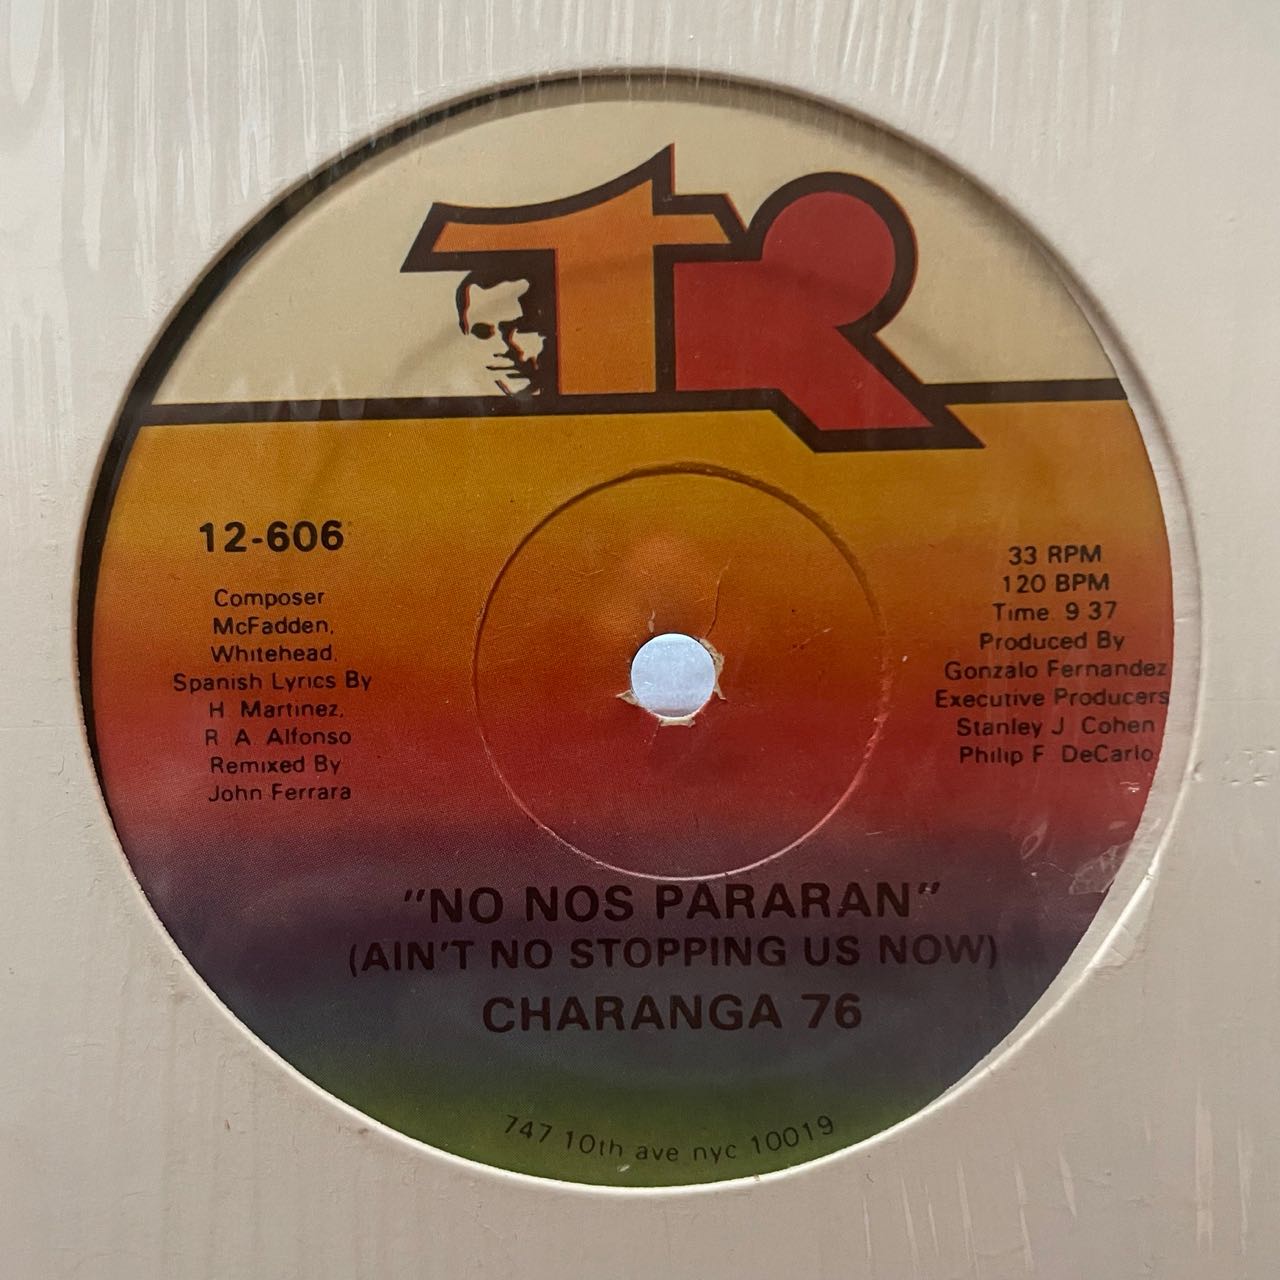 TR
12-606
Composer
McFadden,
Whitehead,
Spanish Lyrics By
H. Martinez,
R. A. Alfonso
Remixed By
John Ferrara
33 RPM
120 BPM
Time: 9:37
Produced By
Gonzalo Fernandez
Executive Producers
Stanley J. Cohen
Philip F. DeCarlo
"NO NOS PARARAN"
(AIN'T NO STOPPING US NOW)
CHARANGA 76
747 10th ave nyc 10019